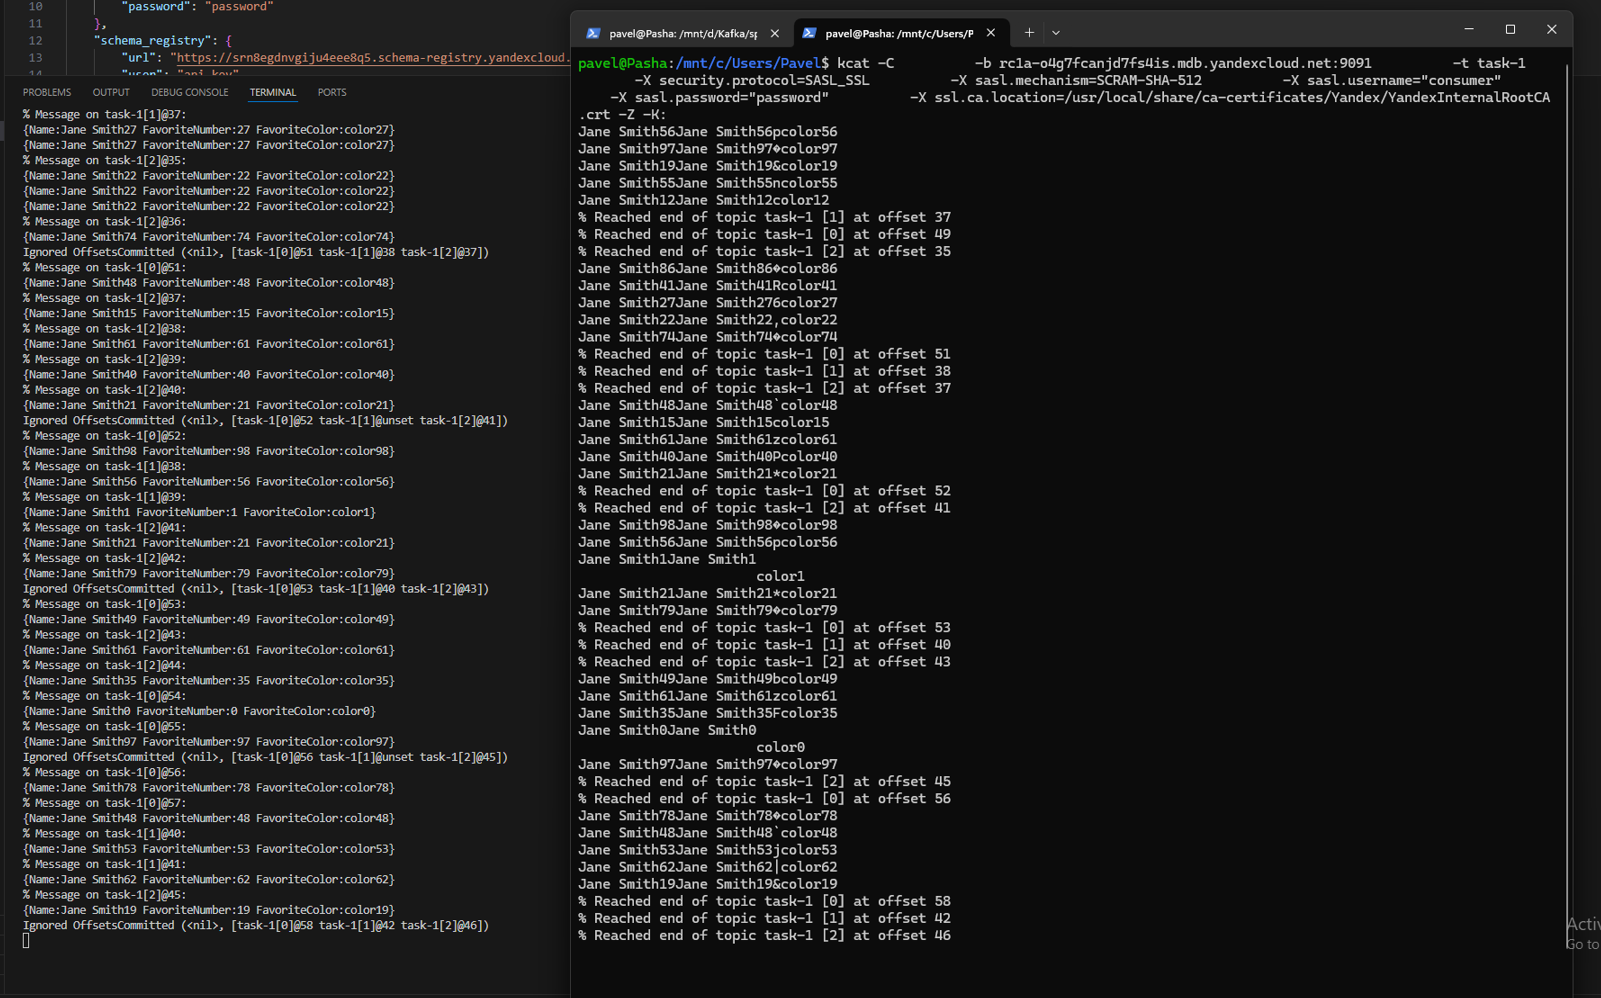 10 "password": "password"
11 },
12 "schema_registry": {
13 "url": "https://srn8egdnvgiju4eee8q5.schema-registry.yandexcloud.
14 "user": "api-key"
PROBLEMS OUTPUT DEBUG CONSOLE TERMINAL PORTS
% Message on task-1[1]@37:
{Name:Jane Smith27 FavoriteNumber:27 FavoriteColor:color27}
{Name:Jane Smith27 FavoriteNumber:27 FavoriteColor:color27}
% Message on task-1[2]@35:
{Name:Jane Smith22 FavoriteNumber:22 FavoriteColor:color22}
{Name:Jane Smith22 FavoriteNumber:22 FavoriteColor:color22}
{Name:Jane Smith22 FavoriteNumber:22 FavoriteColor:color22}
% Message on task-1[2]@36:
{Name:Jane Smith74 FavoriteNumber:74 FavoriteColor:color74}
Ignored OffsetsCommitted (<nil>, [task-1[0]@51 task-1[1]@38 task-1[2]@37])
% Message on task-1[0]@51:
{Name:Jane Smith48 FavoriteNumber:48 FavoriteColor:color48}
% Message on task-1[2]@37:
{Name:Jane Smith15 FavoriteNumber:15 FavoriteColor:color15}
% Message on task-1[2]@38:
{Name:Jane Smith61 FavoriteNumber:61 FavoriteColor:color61}
% Message on task-1[2]@39:
{Name:Jane Smith40 FavoriteNumber:40 FavoriteColor:color40}
% Message on task-1[2]@40:
{Name:Jane Smith21 FavoriteNumber:21 FavoriteColor:color21}
Ignored OffsetsCommitted (<nil>, [task-1[0]@52 task-1[1]@unset task-1[2]@41])
% Message on task-1[0]@52:
{Name:Jane Smith98 FavoriteNumber:98 FavoriteColor:color98}
% Message on task-1[1]@38:
{Name:Jane Smith56 FavoriteNumber:56 FavoriteColor:color56}
% Message on task-1[1]@39:
{Name:Jane Smith1 FavoriteNumber:1 FavoriteColor:color1}
% Message on task-1[2]@41:
{Name:Jane Smith21 FavoriteNumber:21 FavoriteColor:color21}
% Message on task-1[2]@42:
{Name:Jane Smith79 FavoriteNumber:79 FavoriteColor:color79}
Ignored OffsetsCommitted (<nil>, [task-1[0]@53 task-1[1]@40 task-1[2]@43])
% Message on task-1[0]@53:
{Name:Jane Smith49 FavoriteNumber:49 FavoriteColor:color49}
% Message on task-1[2]@43:
{Name:Jane Smith61 FavoriteNumber:61 FavoriteColor:color61}
% Message on task-1[2]@44:
{Name:Jane Smith35 FavoriteNumber:35 FavoriteColor:color35}
% Message on task-1[0]@54:
{Name:Jane Smith0 FavoriteNumber:0 FavoriteColor:color0}
% Message on task-1[0]@55:
{Name:Jane Smith97 FavoriteNumber:97 FavoriteColor:color97}
Ignored OffsetsCommitted (<nil>, [task-1[0]@56 task-1[1]@unset task-1[2]@45])
% Message on task-1[0]@56:
{Name:Jane Smith78 FavoriteNumber:78 FavoriteColor:color78}
% Message on task-1[0]@57:
{Name:Jane Smith48 FavoriteNumber:48 FavoriteColor:color48}
% Message on task-1[1]@40:
{Name:Jane Smith53 FavoriteNumber:53 FavoriteColor:color53}
% Message on task-1[1]@41:
{Name:Jane Smith62 FavoriteNumber:62 FavoriteColor:color62}
% Message on task-1[2]@45:
{Name:Jane Smith19 FavoriteNumber:19 FavoriteColor:color19}
Ignored OffsetsCommitted (<nil>, [task-1[0]@58 task-1[1]@42 task-1[2]@46])
pavel@Pasha: /mnt/d/Kafka/sp pavel@Pasha: /mnt/c/Users/P
pavel@Pasha:/mnt/c/Users/Pavel$ kcat -C -b rc1a-o4g7fcanjd7fs4is.mdb.yandexcloud.net:9091 -t task-1
-X security.protocol=SASL_SSL -X sasl.mechanism=SCRAM-SHA-512 -X sasl.username="consumer"
-X sasl.password="password" -X ssl.ca.location=/usr/local/share/ca-certificates/Yandex/YandexInternalRootCA
.crt -Z -K:
Jane Smith56Jane Smith56pcolor56
Jane Smith97Jane Smith97�color97
Jane Smith19Jane Smith19&color19
Jane Smith55Jane Smith55ncolor55
Jane Smith12Jane Smith12color12
% Reached end of topic task-1 [1] at offset 37
% Reached end of topic task-1 [0] at offset 49
% Reached end of topic task-1 [2] at offset 35
Jane Smith86Jane Smith86�color86
Jane Smith41Jane Smith41Rcolor41
Jane Smith27Jane Smith276color27
Jane Smith22Jane Smith22,color22
Jane Smith74Jane Smith74�color74
% Reached end of topic task-1 [0] at offset 51
% Reached end of topic task-1 [1] at offset 38
% Reached end of topic task-1 [2] at offset 37
Jane Smith48Jane Smith48`color48
Jane Smith15Jane Smith15color15
Jane Smith61Jane Smith61zcolor61
Jane Smith40Jane Smith40Pcolor40
Jane Smith21Jane Smith21*color21
% Reached end of topic task-1 [0] at offset 52
% Reached end of topic task-1 [2] at offset 41
Jane Smith98Jane Smith98�color98
Jane Smith56Jane Smith56pcolor56
Jane Smith1Jane Smith1
color1
Jane Smith21Jane Smith21*color21
Jane Smith79Jane Smith79�color79
% Reached end of topic task-1 [0] at offset 53
% Reached end of topic task-1 [1] at offset 40
% Reached end of topic task-1 [2] at offset 43
Jane Smith49Jane Smith49bcolor49
Jane Smith61Jane Smith61zcolor61
Jane Smith35Jane Smith35Fcolor35
Jane Smith0Jane Smith0
color0
Jane Smith97Jane Smith97�color97
% Reached end of topic task-1 [2] at offset 45
% Reached end of topic task-1 [0] at offset 56
Jane Smith78Jane Smith78�color78
Jane Smith48Jane Smith48`color48
Jane Smith53Jane Smith53jcolor53
Jane Smith62Jane Smith62|color62
Jane Smith19Jane Smith19&color19
% Reached end of topic task-1 [0] at offset 58
% Reached end of topic task-1 [1] at offset 42
% Reached end of topic task-1 [2] at offset 46
Activ
Go to